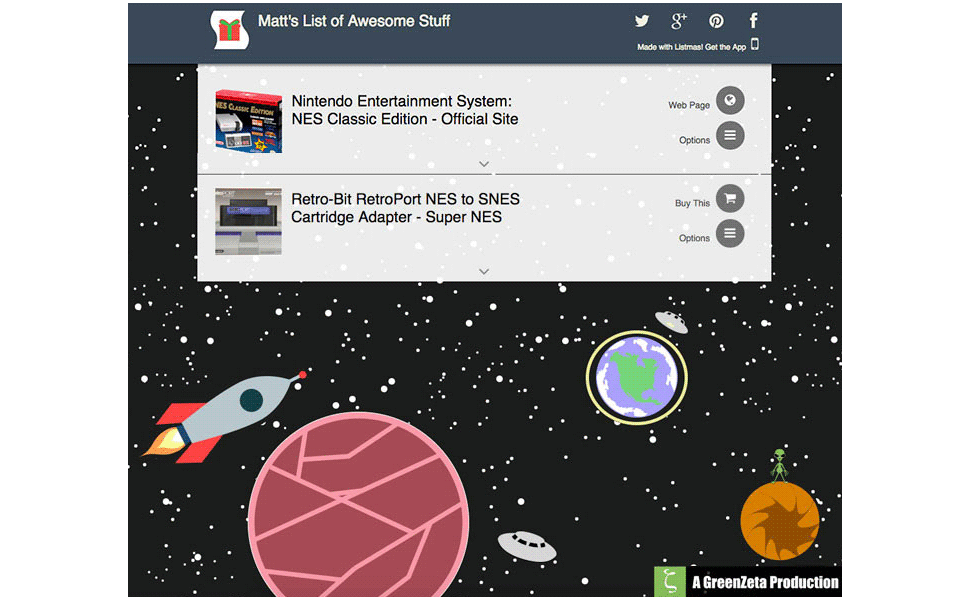 Matt's List of Awesome Stuff
Made with Listmas! Get the App
Nintendo Entertainment System:
NES Classic Edition - Official Site
Web Page
Options
NES CLASSIC EDITION
Retro-Bit RetroPort NES to SNES
Cartridge Adapter - Super NES
Buy This
Options
A GreenZeta Production